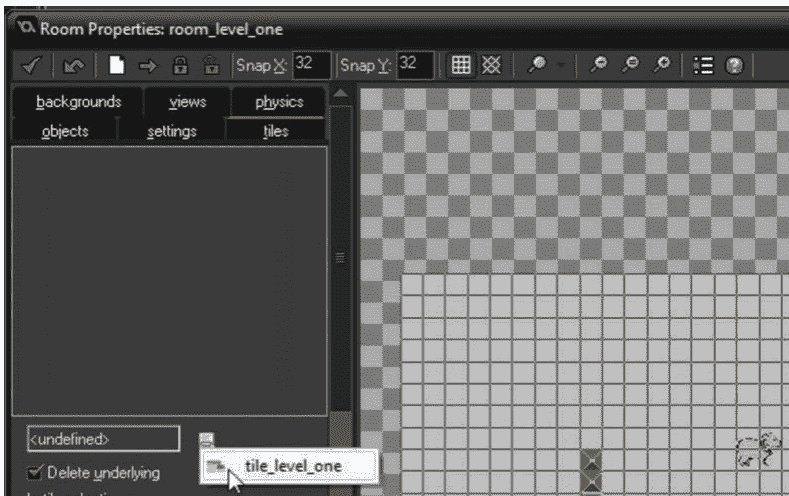 Room Properties: room_level_one
Snap X: 32 Snap Y: 32
backgrounds views physics
objects settings tiles
<undefined>
tile_level_one
Delete underlying